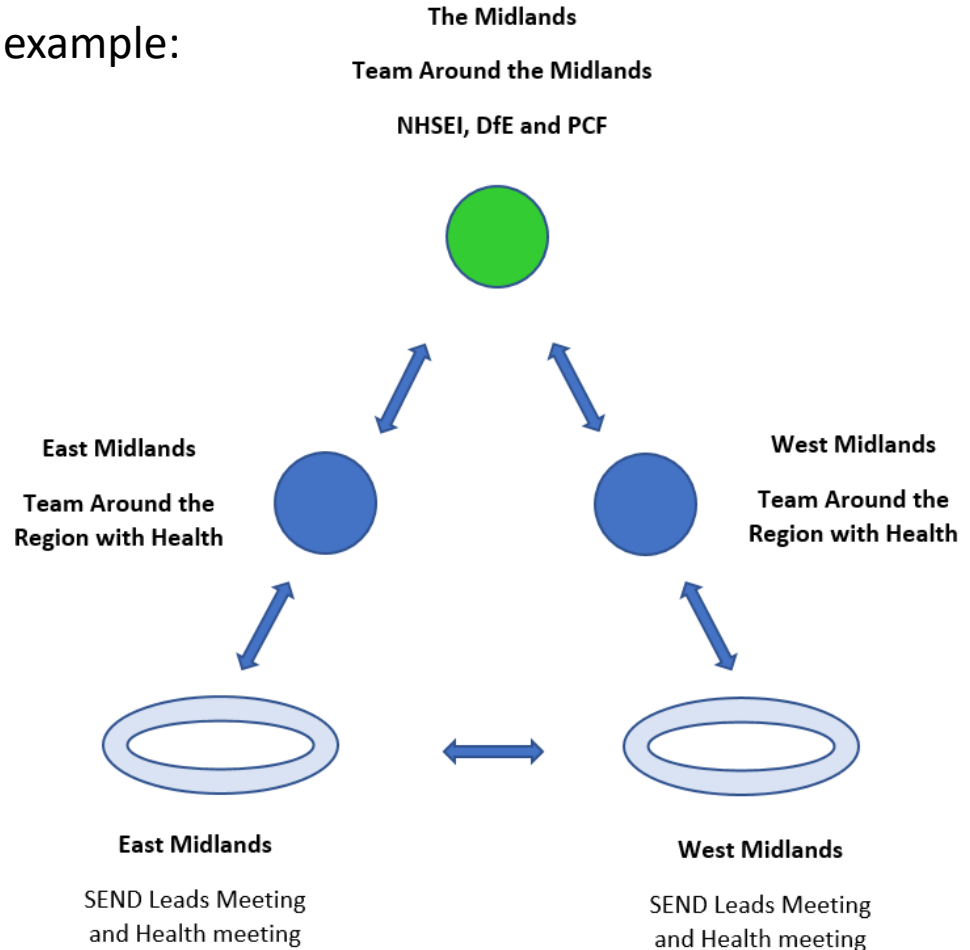 example:
The Midlands
Team Around the Midlands
NHSEI, DfE and PCF
East Midlands
Team Around the
Region with Health
West Midlands
Team Around the
Region with Health
East Midlands
SEND Leads Meeting
and Health meeting
West Midlands
SEND Leads Meeting
and Health meeting